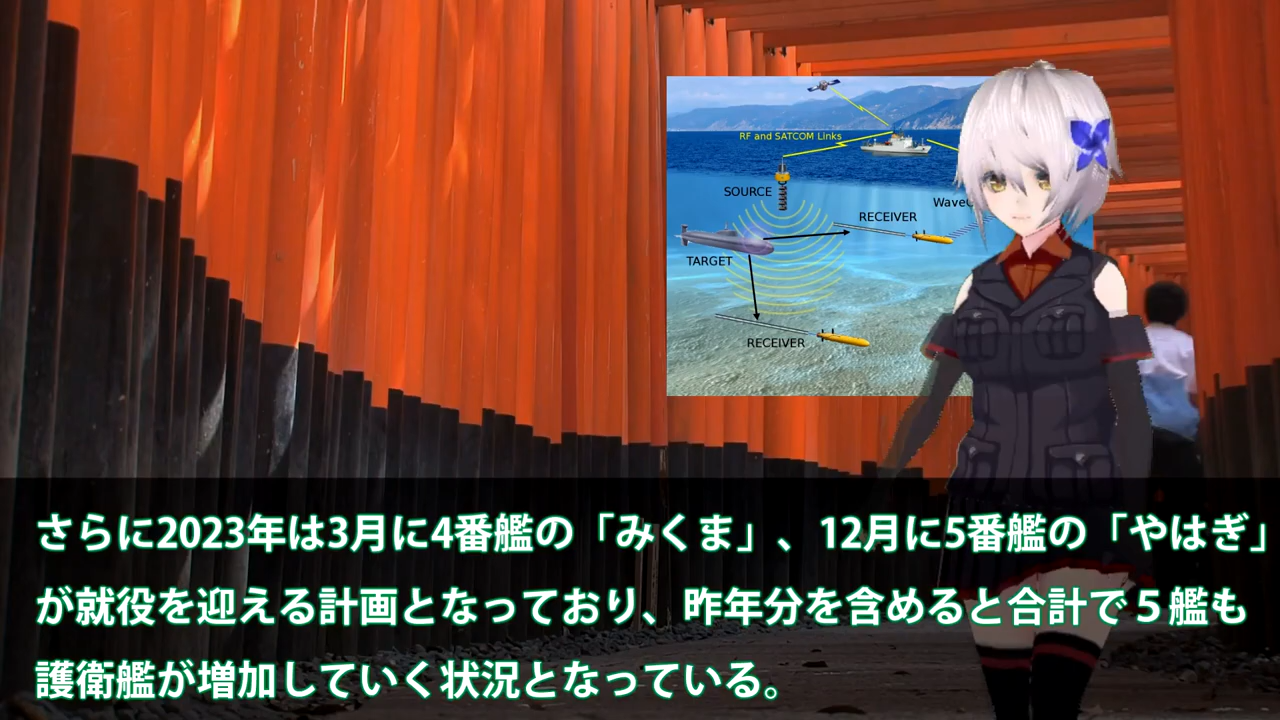 RF and SATCOM Links
SOURCE
RECEIVER
TARGET
RECEIVER
さらに2023年は3月に4番艦の「みくま」、12月に5番艦の「やはぎ」
が就役を迎える計画となっており、昨年分を含めると合計で５艦も
護衛艦が増加していく状況となっている。